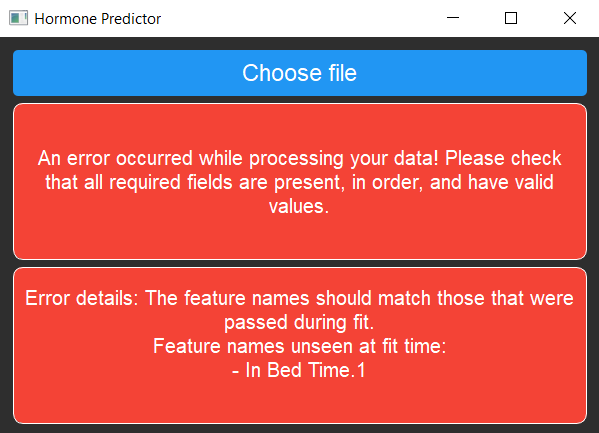 Hormone Predictor
Choose file
An error occurred while processing your data! Please check
that all required fields are present, in order, and have valid
values.
Error details: The feature names should match those that were
passed during fit.
Feature names unseen at fit time:
- In Bed Time.1